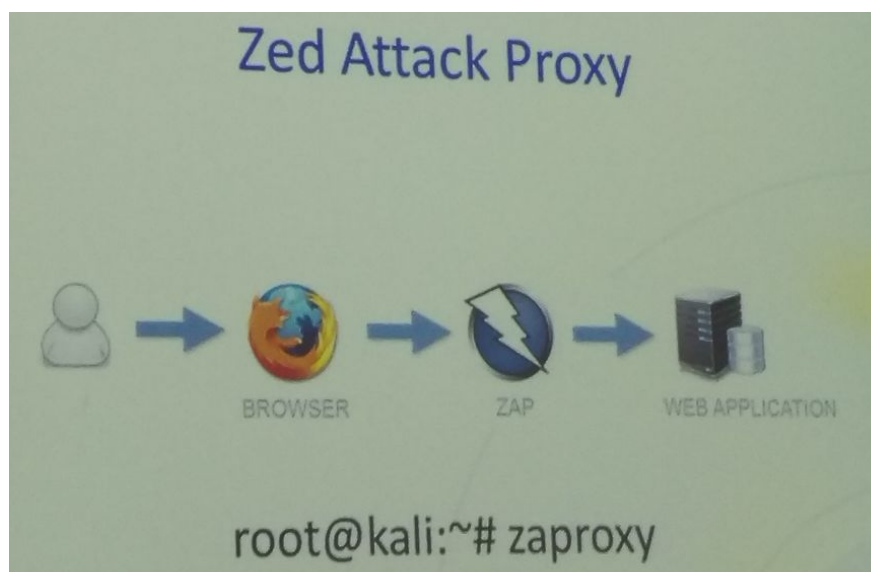 Zed Attack Proxy
BROWSER
ZAP
WEB APPLICATION
root@kali:~# zaproxy